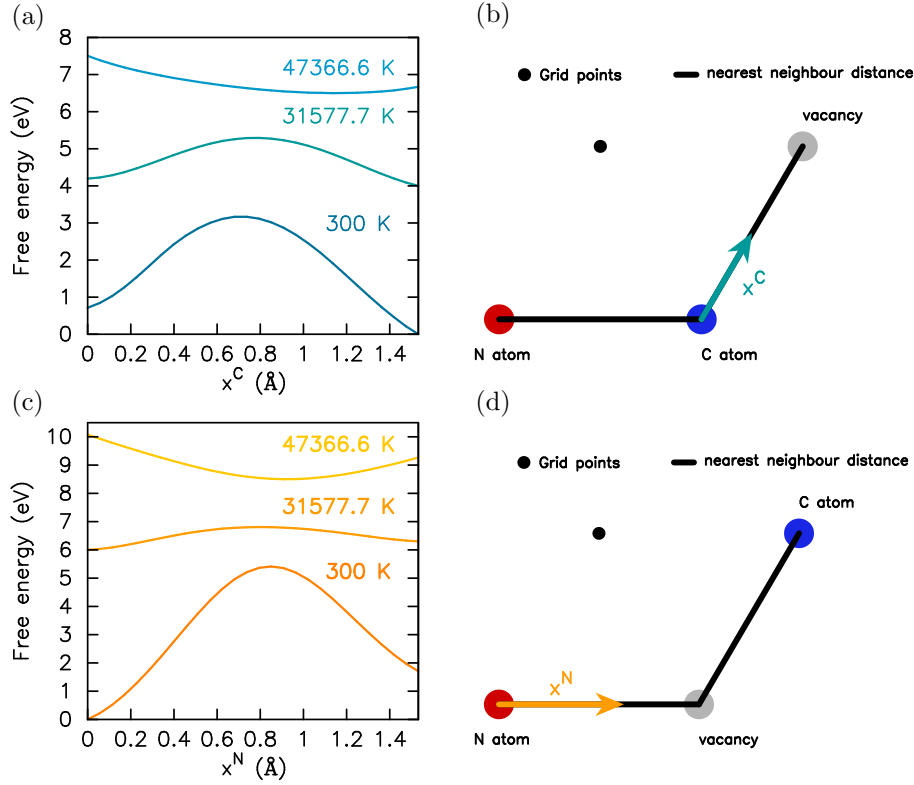 (a)
Free energy (eV)
8
7
6
5
4
3
2
1
0
47366.6 K
31577.7 K
300 K
0 0.2 0.4 0.6 0.8 1 1.2 1.4
x^C (Å)
(b)
Grid points
nearest neighbour distance
vacancy
x^C
N atom
C atom
(c)
Free energy (eV)
10
9
8
7
6
5
4
3
2
1
0
47366.6 K
31577.7 K
300 K
0 0.2 0.4 0.6 0.8 1 1.2 1.4
x^N (Å)
(d)
Grid points
nearest neighbour distance
C atom
x^N
N atom
vacancy